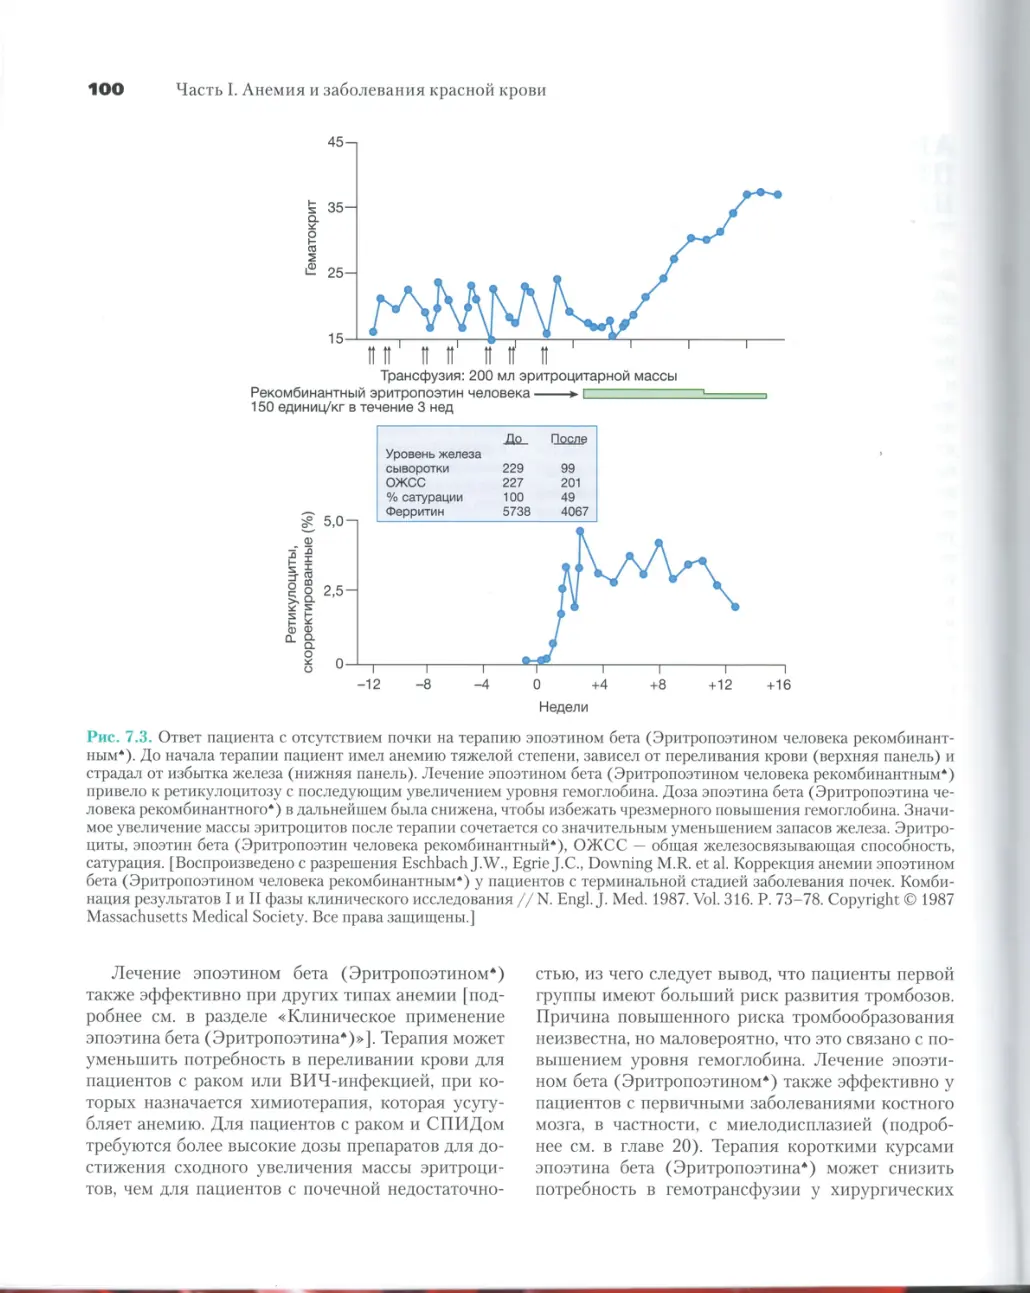 100 Часть I. Анемия и заболевания красной крови
45
35
25
15
Гематокрит
Трансфузия: 200 мл эритроцитарной массы
Рекомбинантный эритропоэтин человека
150 единиц/кг в течение 3 нед
До После
Уровень железа
сыворотки 229 99
ОЖСС 227 201
% сатурации 100 49
Ферритин 5738 4067
5,0
2,5
0
Ретикулоциты,
скорректированные (%)
−12 −8 −4 0 +4 +8 +12 +16
Недели
Рис. 7.3. Ответ пациента с отсутствием почки на терапию эпоэтином бета (Эритропоэтином человека рекомбинант-
ным♠). До начала терапии пациент имел анемию тяжелой степени, зависел от переливания крови (верхняя панель) и
страдал от избытка железа (нижняя панель). Лечение эпоэтином бета (Эритропоэтином человека рекомбинантным♠)
привело к ретикулоцитозу с последующим увеличением уровня гемоглобина. Доза эпоэтина бета (Эритропоэтина че-
ловека рекомбинантного♠) в дальнейшем была снижена, чтобы избежать чрезмерного повышения гемоглобина. Значи-
мое увеличение массы эритроцитов после терапии сочетается со значительным уменьшением запасов железа. Эритро-
циты, эпоэтин бета (Эритропоэтин человека рекомбинантный♠), ОЖСС — общая железосвязывающая способность,
сатурация. [Воспроизведено с разрешения Eschbach J.W., Egrie J.C., Downing M.R. et al. Коррекция анемии эпоэтином
бета (Эритропоэтином человека рекомбинантным♠) у пациентов с терминальной стадией заболевания почек. Комби-
нация результатов I и II фазы клинического исследования // N. Engl. J. Med. 1987. Vol. 316. P. 73–78. Copyright © 1987
Massachusetts Medical Society. Все права защищены.]
Лечение эпоэтином бета (Эритропоэтином♠)
также эффективно при других типах анемии [под-
робнее см. в разделе «Клиническое применение
эпоэтина бета (Эритропоэтина♠)»]. Терапия может
уменьшить потребность в переливании крови для
пациентов с раком или ВИЧ-инфекцией, при ко-
торых назначается химиотерапия, которая усугу-
бляет анемию. Для пациентов с раком и СПИДом
требуются более высокие дозы препаратов для до-
стижения сходного увеличения массы эритроци-
тов, чем для пациентов с почечной недостаточно-
стью, из чего следует вывод, что пациенты первой
группы имеют больший риск развития тромбозов.
Причина повышенного риска тромбообразования
неизвестна, но маловероятно, что это связано с по-
вышением уровня гемоглобина. Лечение эпоэти-
ном бета (Эритропоэтином♠) также эффективно у
пациентов с первичными заболеваниями костного
мозга, в частности, с миелодисплазией (подроб-
нее см. в главе 20). Терапия короткими курсами
эпоэтина бета (Эритропоэтина♠) может снизить
потребность в гемотрансфузии у хирургических